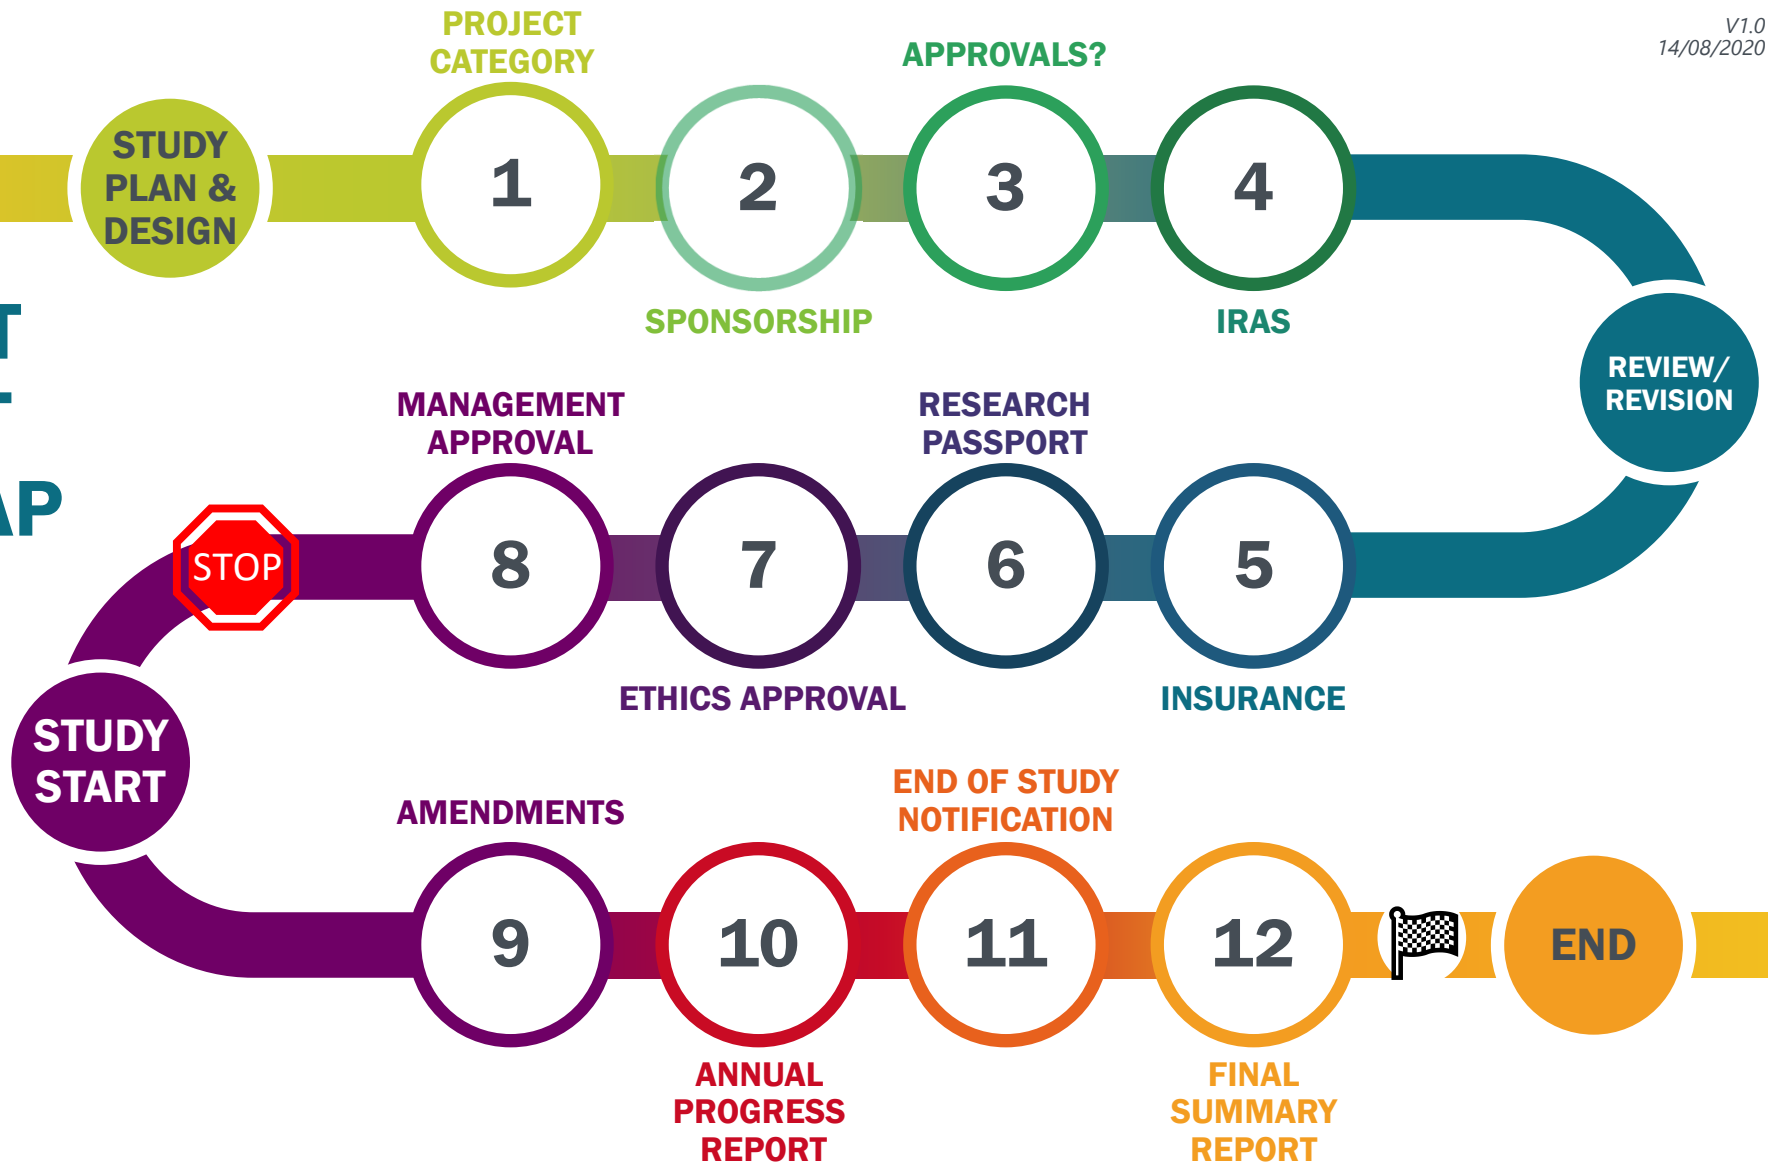 V1.0
14/08/2020
PROJECT
CATEGORY
APPROVALS?
STUDY
PLAN &
DESIGN
1
2
3
4
SPONSORSHIP
IRAS
REVIEW/
REVISION
MANAGEMENT
APPROVAL
RESEARCH
PASSPORT
STOP
8
7
6
5
ETHICS APPROVAL
INSURANCE
STUDY
START
AMENDMENTS
END OF STUDY
NOTIFICATION
9
10
11
12
END
ANNUAL
PROGRESS
REPORT
FINAL
SUMMARY
REPORT